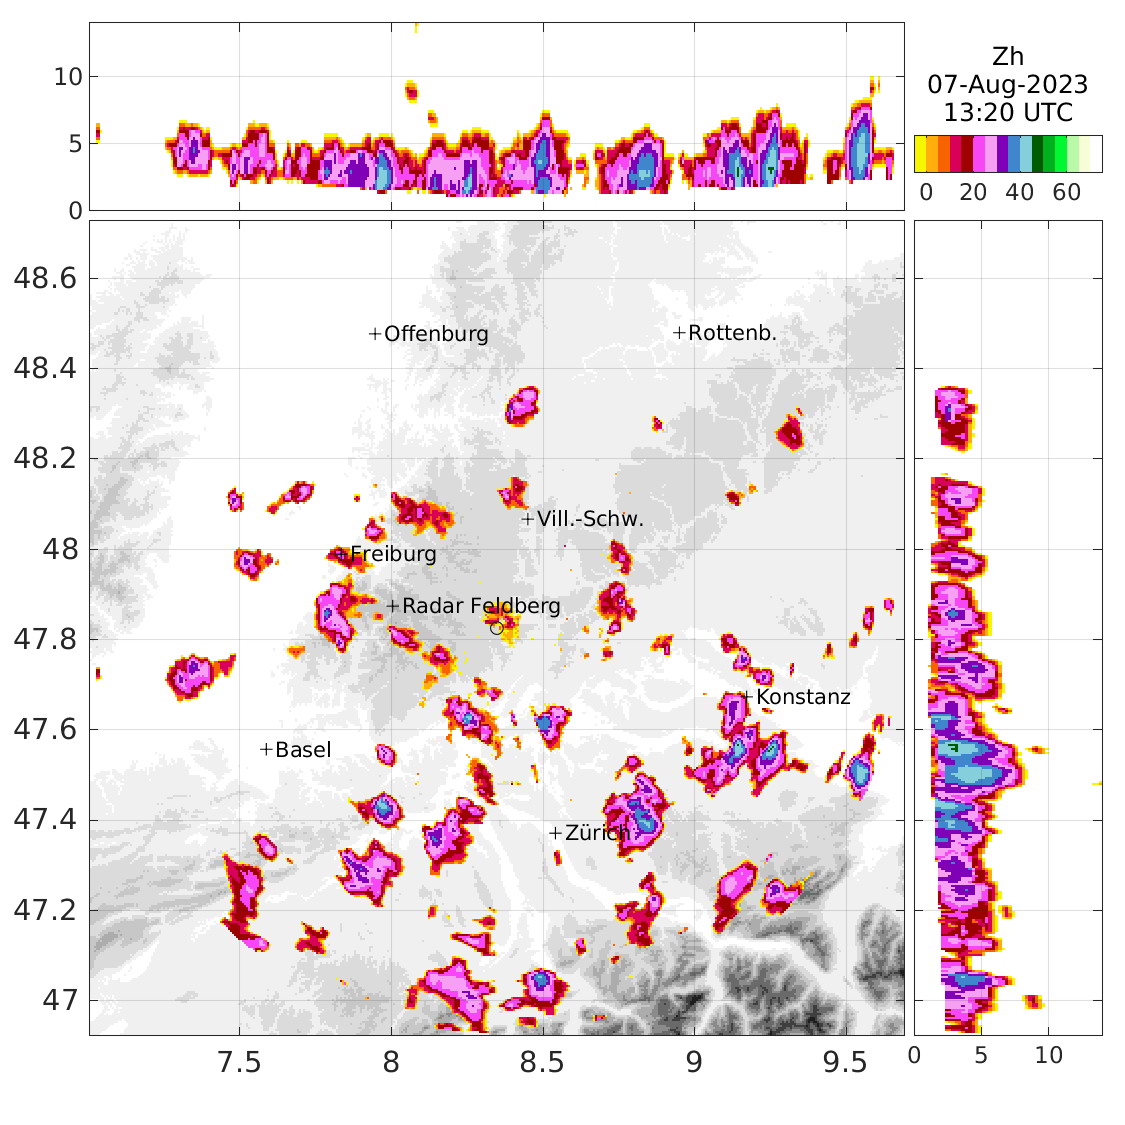 10
5
0
Zh
07-Aug-2023
13:20 UTC
0 20 40 60
48.6
48.4
48.2
48
47.8
47.6
47.4
47.2
47
+Offenburg
+Rottenb.
+Vill.-Schw.
+Freiburg
+Radar Feldberg
+Konstanz
+Basel
+Zürich
7.5 8 8.5 9 9.5
0 5 10